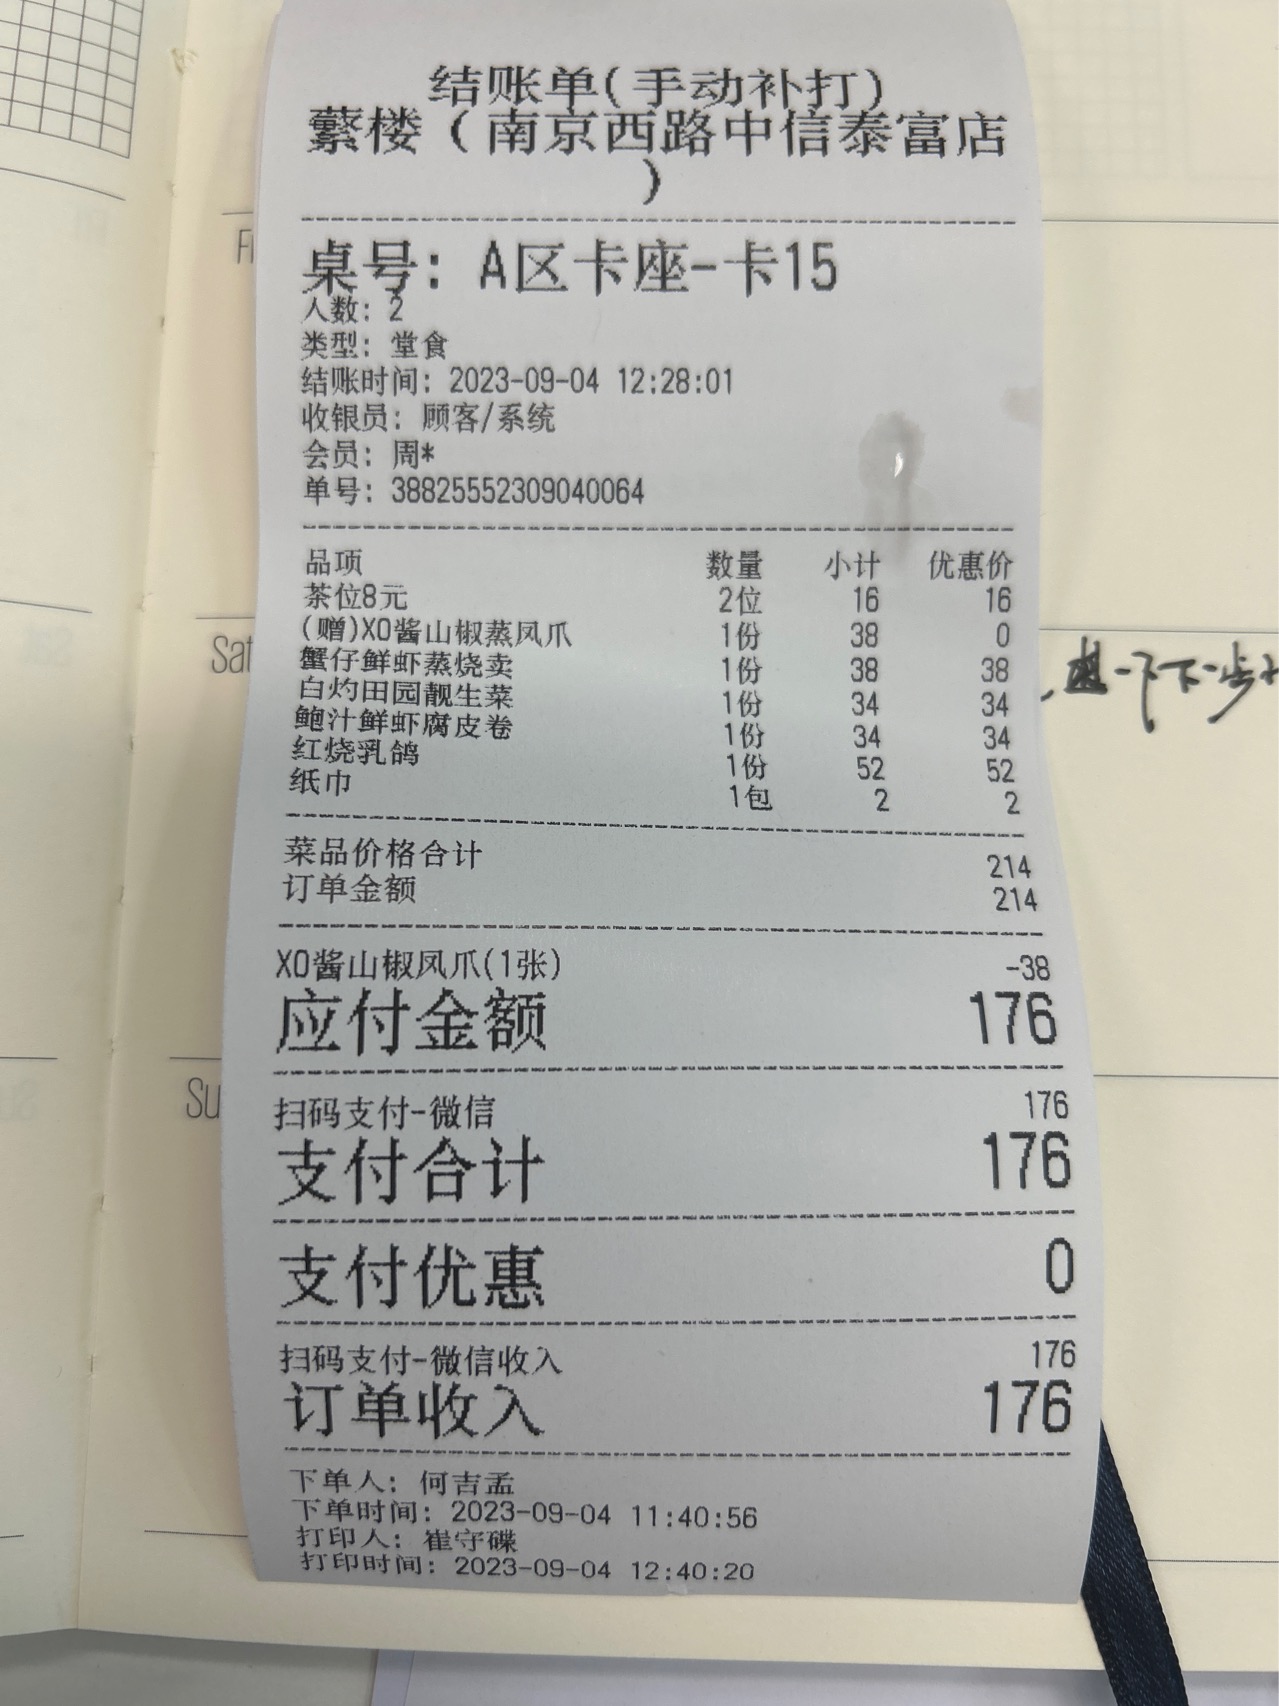 结账单(手动补打)
蘩楼（南京西路中信泰富店
）
桌号: A区卡座-卡15
人数: 2
类型: 堂食
结账时间: 2023-09-04 12:28:01
收银员: 顾客/系统
会员: 周*
单号: 38825552309040064
品项 数量 小计 优惠价
茶位8元 2位 16 16
(赠)XO酱山椒蒸凤爪 1份 38 0
蟹仔鲜虾蒸烧卖 1份 38 38
白灼田园靓生菜 1份 34 34
鲍汁鲜虾腐皮卷 1份 34 34
红烧乳鸽 1份 52 52
纸巾 1包 2 2
菜品价格合计 214
订单金额 214
XO酱山椒凤爪(1张) -38
应付金额 176
扫码支付-微信 176
支付合计 176
支付优惠 0
扫码支付-微信收入 176
订单收入 176
下单人: 何吉孟
下单时间: 2023-09-04 11:40:56
打印人: 崔守碟
打印时间: 2023-09-04 12:40:20
Sat
Su
一下下一步